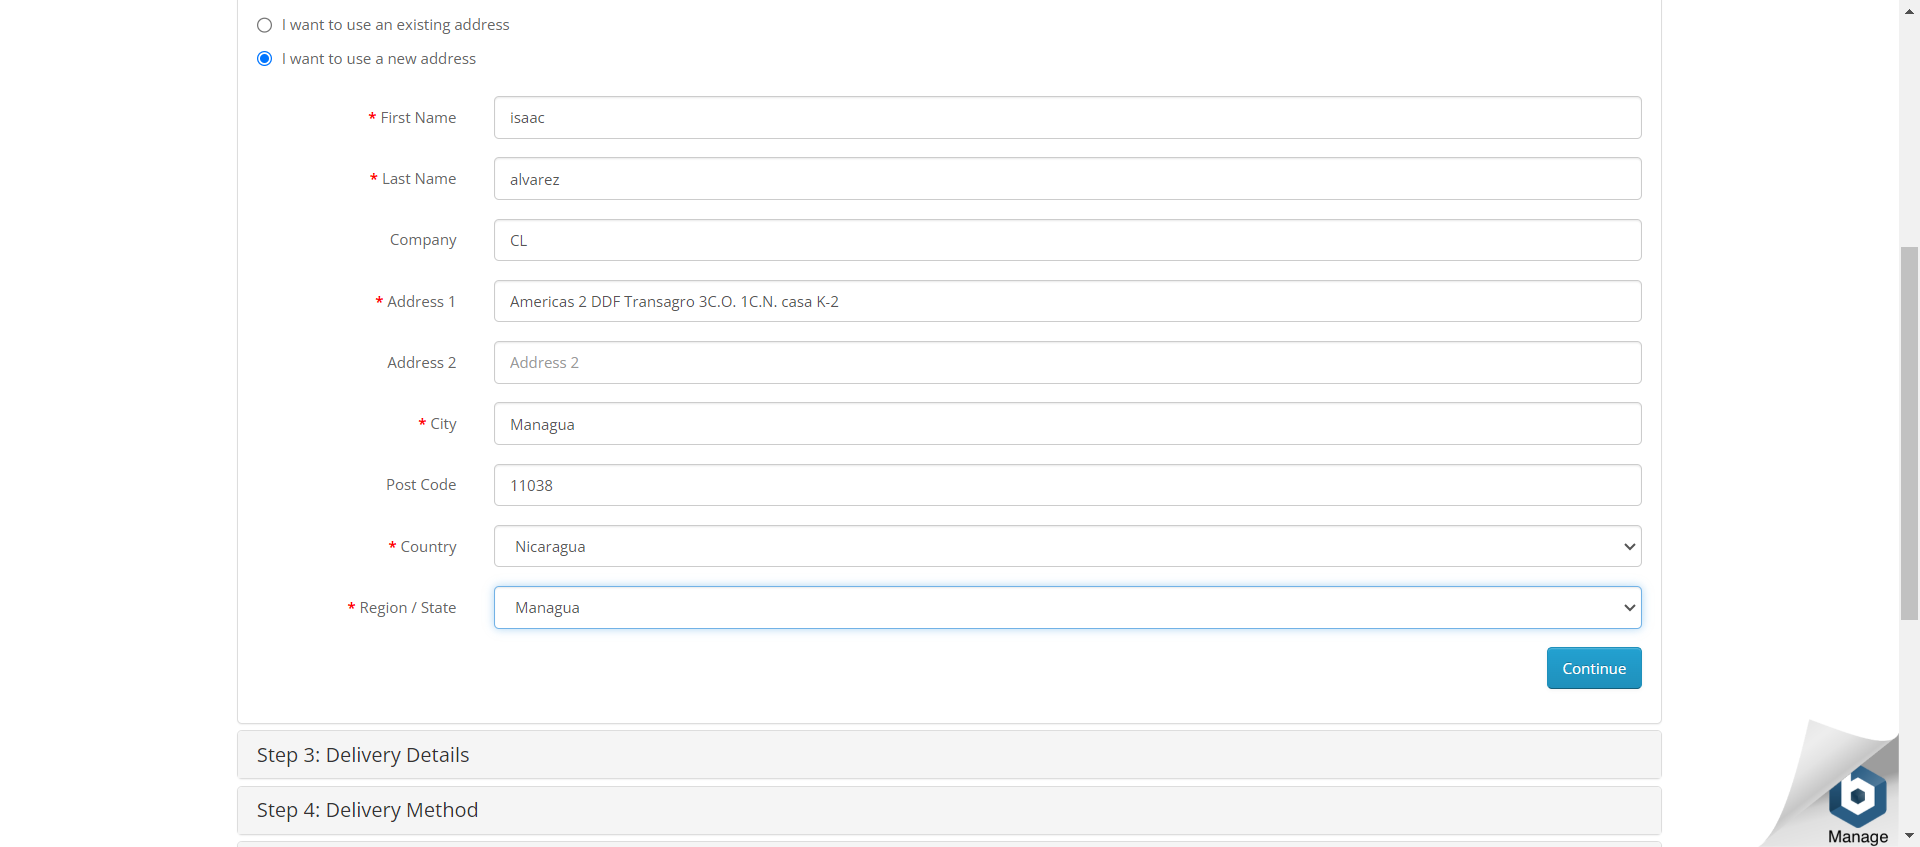 I want to use an existing address
I want to use a new address
* First Name isaac
* Last Name alvarez
Company CL
* Address 1 Americas 2 DDF Transagro 3C.O. 1C.N. casa K-2
Address 2 Address 2
* City Managua
Post Code 11038
* Country Nicaragua
* Region / State Managua
Continue
Step 3: Delivery Details
Step 4: Delivery Method
b
Manage